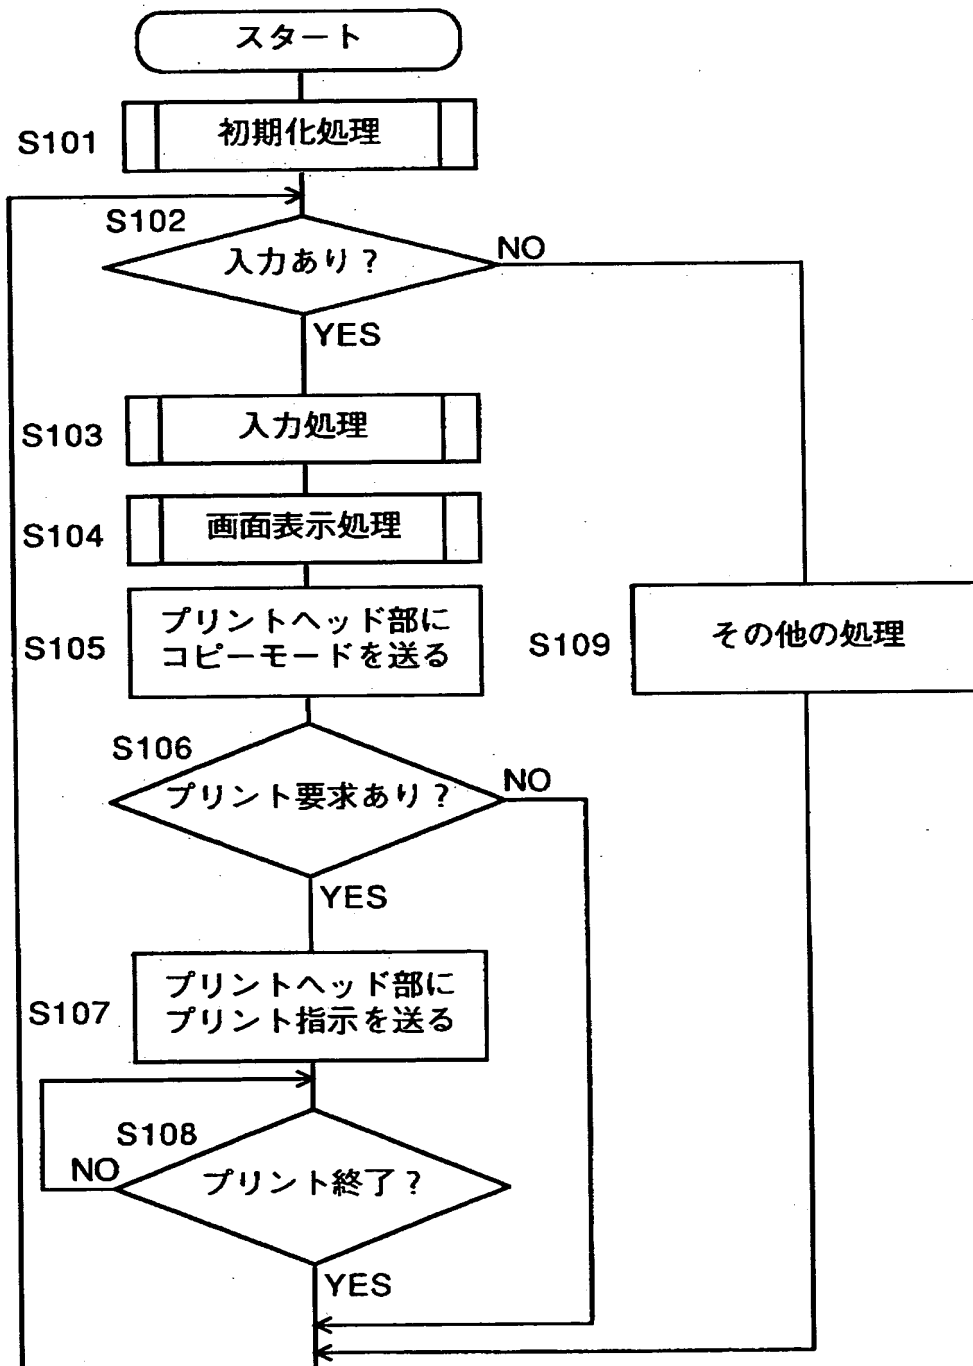 スタート
S101
初期化処理
S102
入力あり?
NO
YES
S103
入力処理
S104
画面表示処理
S105
プリントヘッド部に
コピーモードを送る
S109
その他の処理
S106
プリント要求あり?
NO
YES
S107
プリントヘッド部に
プリント指示を送る
S108
NO
プリント終了?
YES